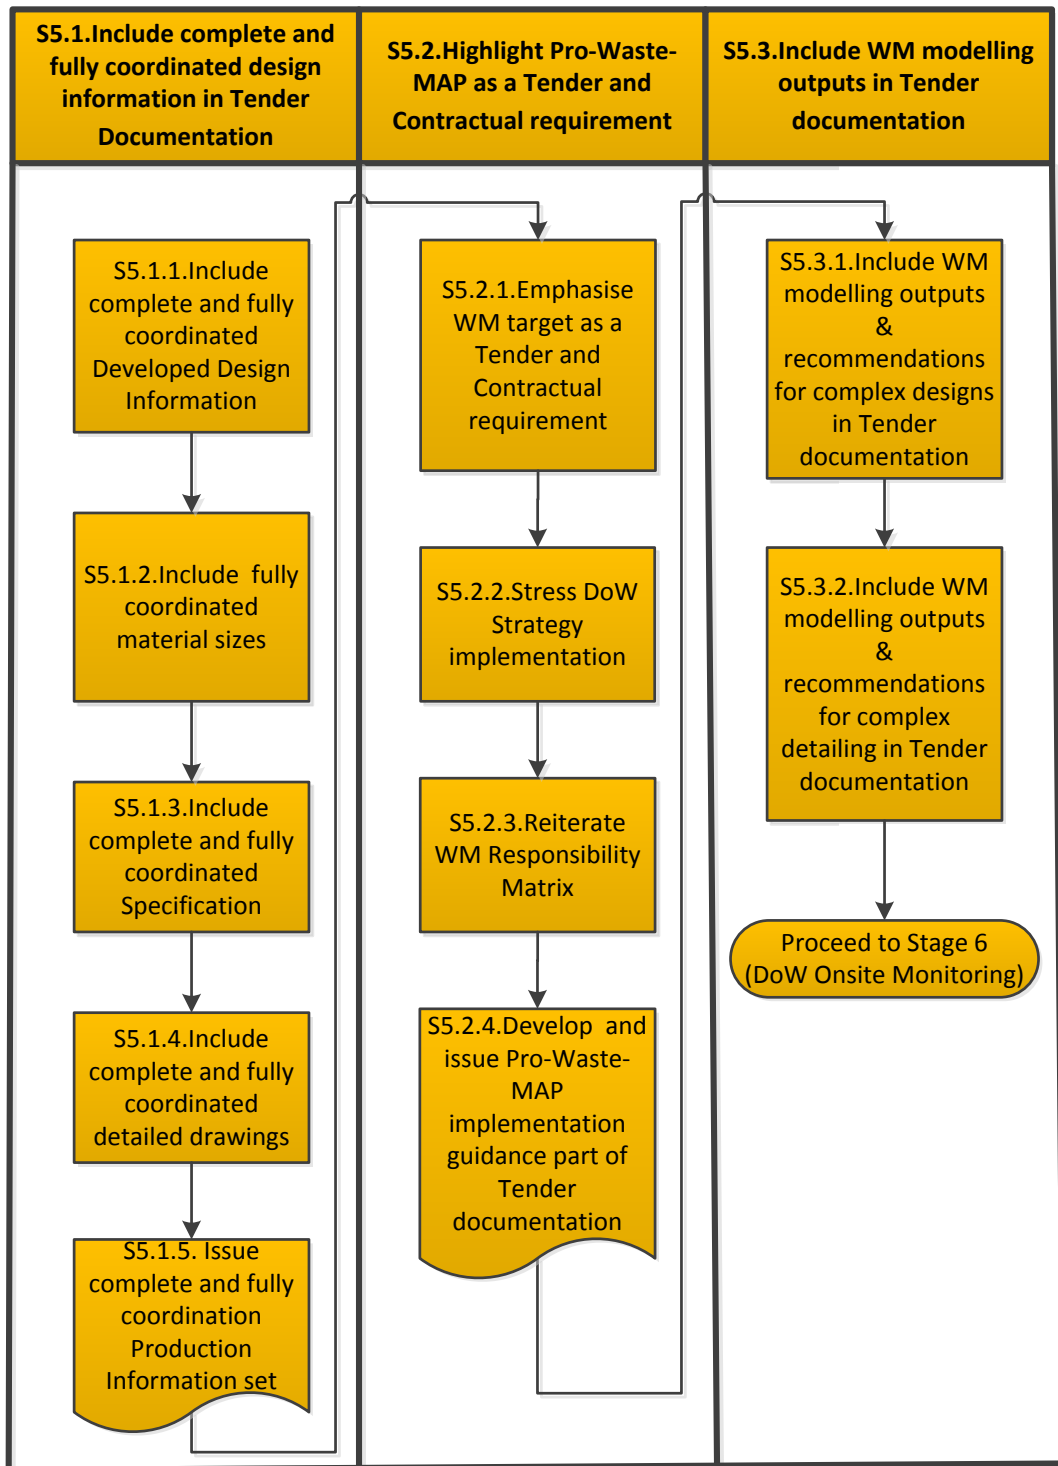 S5.1.Include complete and
fully coordinated design
information in Tender
Documentation
S5.2.Highlight Pro-Waste-
MAP as a Tender and
Contractual requirement
S5.3.Include WM modelling
outputs in Tender
documentation
S5.1.1.Include
complete and fully
coordinated
Developed Design
Information
S5.1.2.Include fully
coordinated
material sizes
S5.1.3.Include
complete and fully
coordinated
Specification
S5.1.4.Include
complete and fully
coordinated
detailed drawings
S5.1.5. Issue
complete and fully
coordination
Production
Information set
S5.2.1.Emphasise
WM target as a
Tender and
Contractual
requirement
S5.2.2.Stress DoW
Strategy
implementation
S5.2.3.Reiterate
WM Responsibility
Matrix
S5.2.4.Develop and
issue Pro-Waste-
MAP
implementation
guidance part of
Tender
documentation
S5.3.1.Include WM
modelling outputs
&
recommendations
for complex designs
in Tender
documentation
S5.3.2.Include WM
modelling outputs
&
recommendations
for complex
detailing in Tender
documentation
Proceed to Stage 6
(DoW Onsite Monitoring)